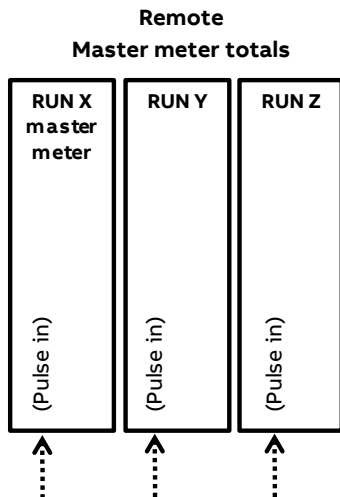 Remote
Master meter totals
RUN X
master
meter
RUN Y
RUN Z
(Pulse in)
(Pulse in)
(Pulse in)